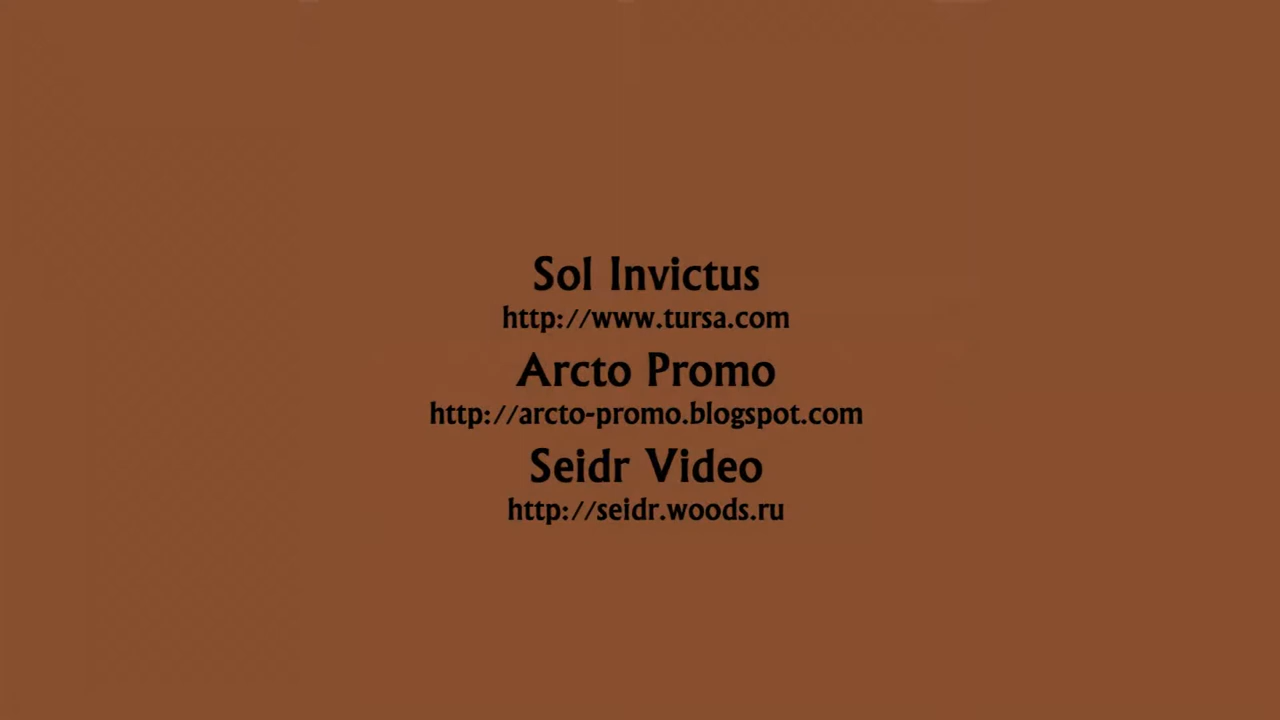 Sol Invictus
http://www.tursa.com
Arcto Promo
http://arcto-promo.blogspot.com
Seidr Video
http://seidr.woods.ru